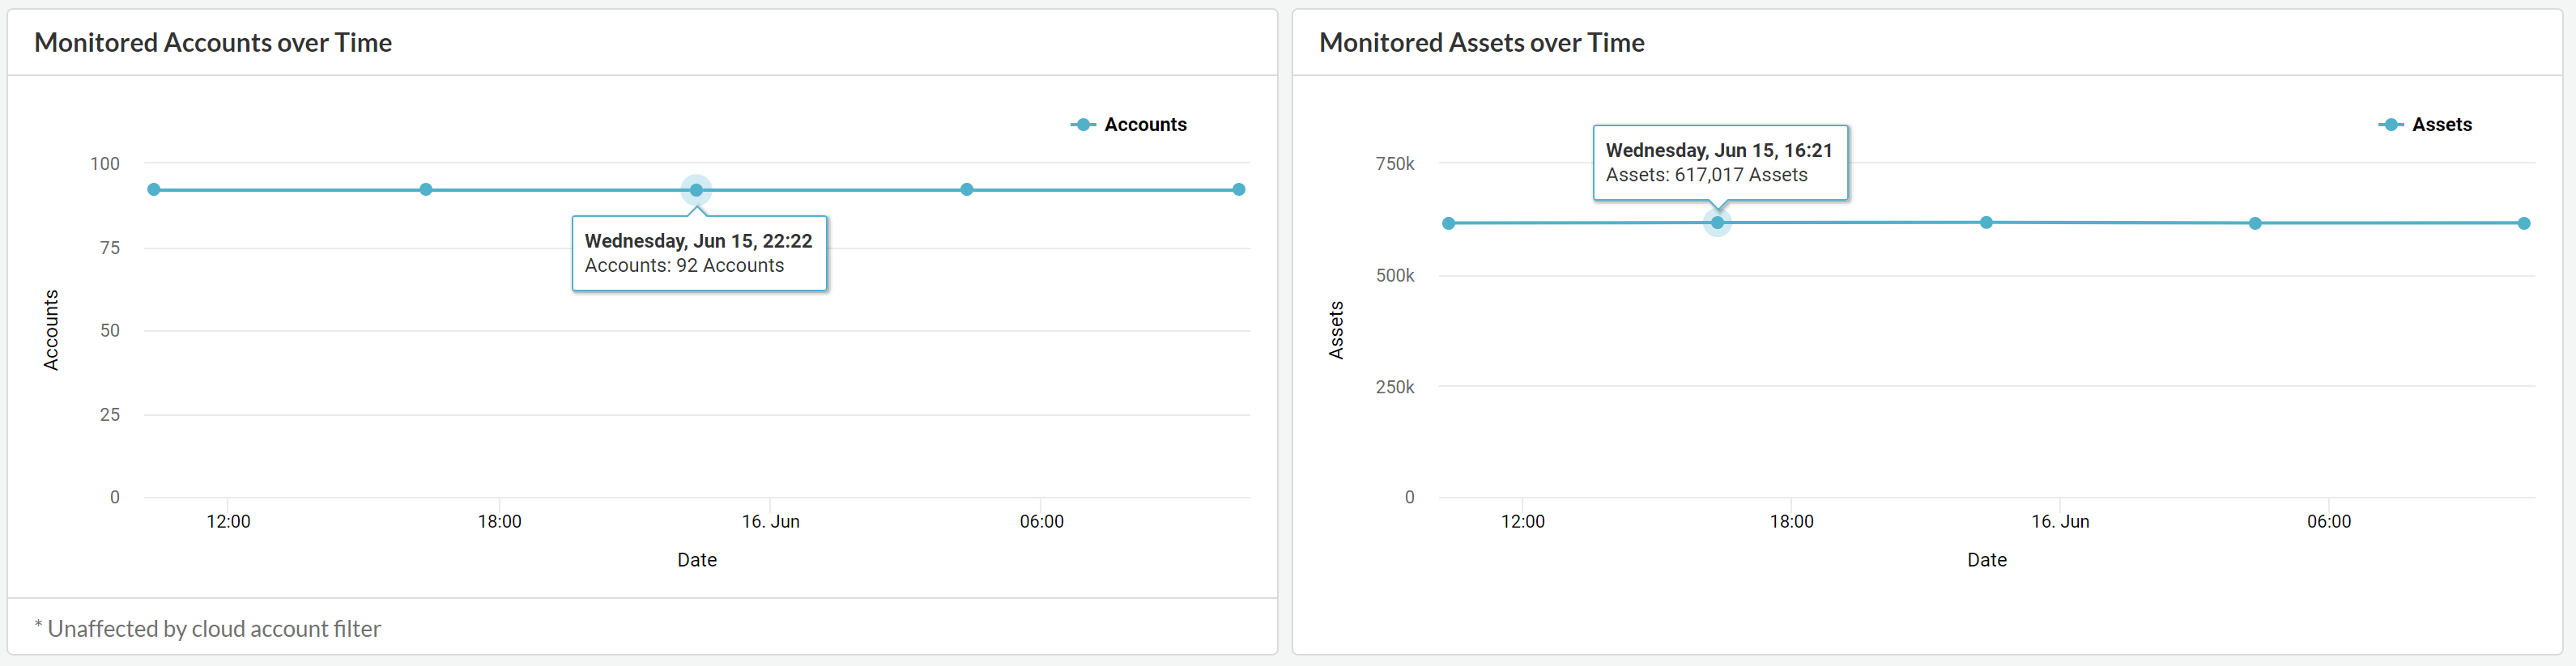 Monitored Accounts over Time
Accounts
100
75
50
25
0
Accounts
Wednesday, Jun 15, 22:22
Accounts: 92 Accounts
12:00
18:00
16. Jun
06:00
Date
* Unaffected by cloud account filter
Monitored Assets over Time
Assets
750k
500k
250k
0
Assets
Wednesday, Jun 15, 16:21
Assets: 617,017 Assets
12:00
18:00
16. Jun
06:00
Date